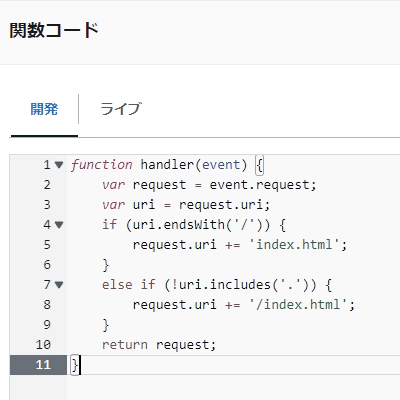 関数コード
開発 ライブ
1 function handler(event) {
2 var request = event.request;
3 var uri = request.uri;
4 if (uri.endsWith('/')) {
5 request.uri += 'index.html';
6 }
7 else if (!uri.includes('.')) {
8 request.uri += '/index.html';
9 }
10 return request;
11 }